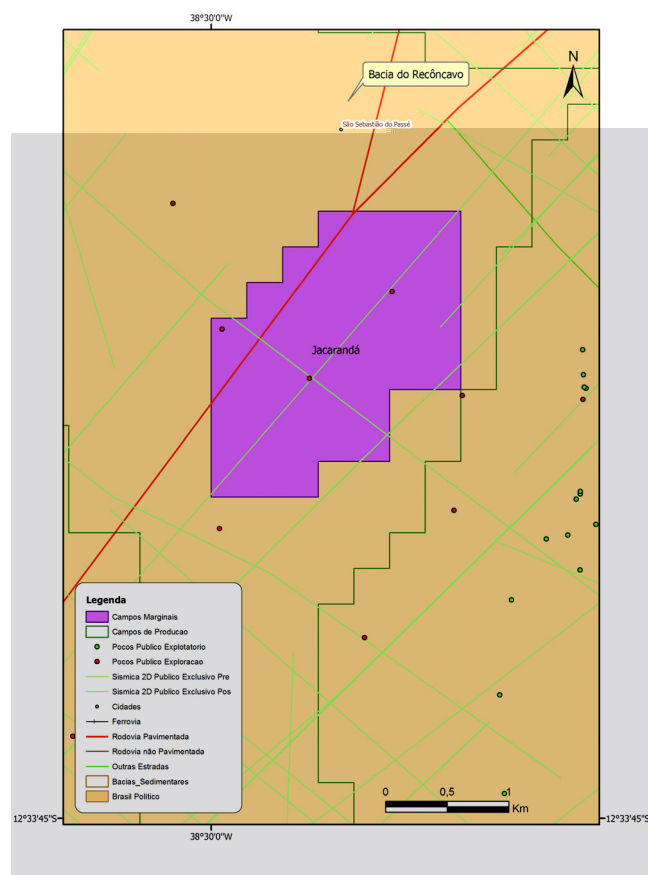 38°30'0"W
N
Bacia do Recôncavo
São Sebastião do Passé
Jacarandá
Legenda
Campos Marginais
Campos de Producao
Pocos Publico Explotatorio
Pocos Publico Exploracao
Sismica 2D Publico Exclusivo Pre
Sismica 2D Publico Exclusivo Pos
Cidades
Ferrovia
Rodovia Pavimentada
Rodovia não Pavimentada
Outras Estradas
Bacias_Sedimentares
Brasil Politico
0 0,5 1
Km
12°33'45"S 12°33'45"S
38°30'0"W